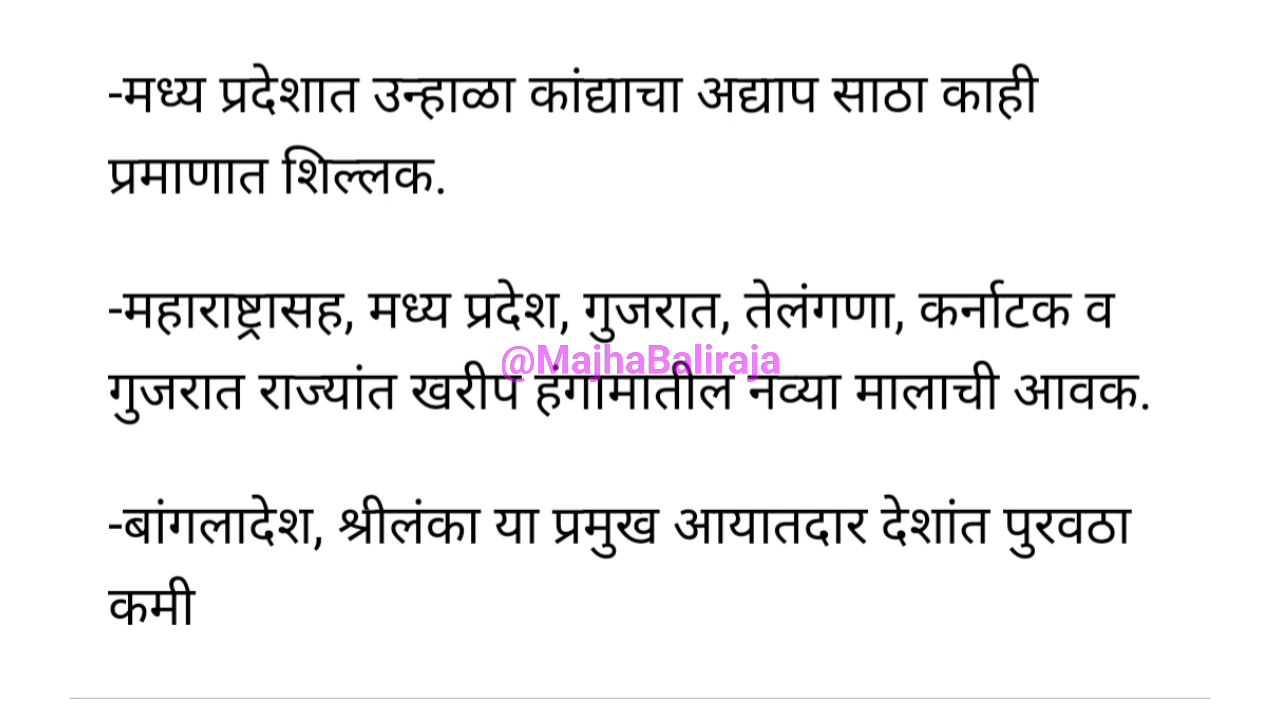 -मध्य प्रदेशात उन्हाळा कांद्याचा अद्याप साठा काही
प्रमाणात शिल्लक.
-महाराष्ट्रासह, मध्य प्रदेश, गुजरात, तेलंगणा, कर्नाटक व
@MajhaBaliraja
गुजरात राज्यांत खरीप हंगामातील नव्या मालाची आवक.
-बांगलादेश, श्रीलंका या प्रमुख आयातदार देशांत पुरवठा
कमी